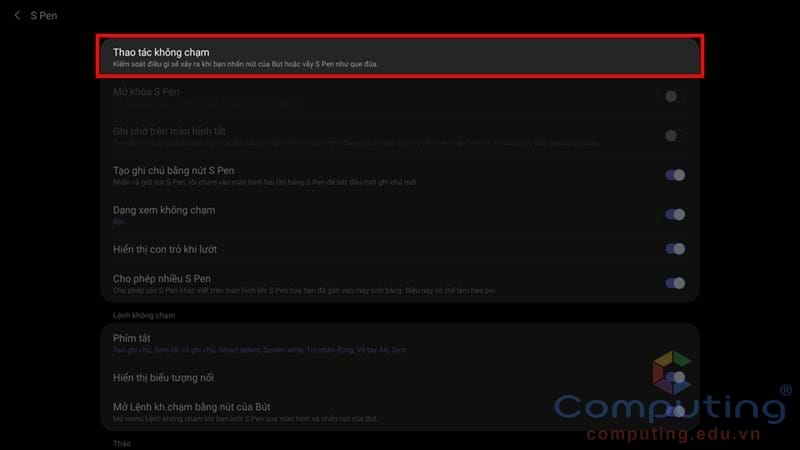 S Pen
Thao tác không chạm
Kiểm soát điều gì sẽ xảy ra khi bạn nhấn nút của Bút hoặc vẫy S Pen như que đũa.
Mở khóa S Pen
Ghi nhớ trên màn hình tắt
Tạo ghi chú bằng nút S Pen
Nhấn và giữ nút S Pen, rồi chạm vào màn hình hai lần bằng S Pen để bắt đầu một ghi chú mới.
Dạng xem không chạm
Bật
Hiển thị con trỏ khi lướt
Cho phép nhiều S Pen
Cho phép các S Pen khác viết trên màn hình khi S Pen của bạn đã gắn vào máy tính bảng. Điều này có thể làm hao pin
Lệnh không chạm
Phím tắt
Tạo ghi chú, Xem tất cả ghi chú, Smart select, Screen write, Tin nhắn động, Vẽ tay AR, Dịch
Hiển thị biểu tượng nổi
Mở Lệnh kh.chạm bằng nút của Bút
Mở menu Lệnh không chạm khi bạn lướt S Pen qua màn hình và nhấn nút của Bút.
Tháo
Computing®
computing.edu.vn